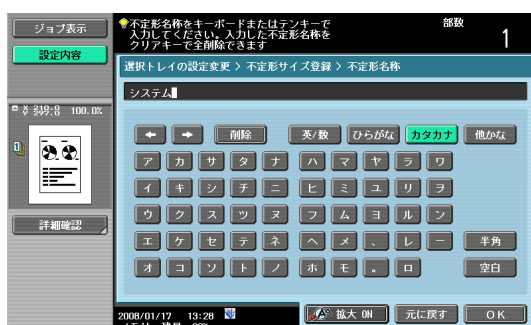 ジョブ表示
設定内容
100.0%
詳細確認
不定形名称をキーボードまたはテンキーで
入力してください。入力した不定形名称を
クリアキーで全削除できます
部数
1
選択トレイの設定変更 > 不定形サイズ登録 > 不定形名称
システム
← → 削除 英/数 ひらがな カタカナ 他かな
ア カ サ タ ナ ハ マ ヤ ラ ワ
イ キ シ チ ニ ヒ ミ ユ リ ヲ
ウ ク ス ツ ヌ フ ム ヨ ル ン
エ ケ セ テ ネ ヘ メ 、 レ ー 半角
オ コ ソ ト ノ ホ モ 。 ロ 空白
2008/01/17 13:28
拡大 ON 元に戻す OK